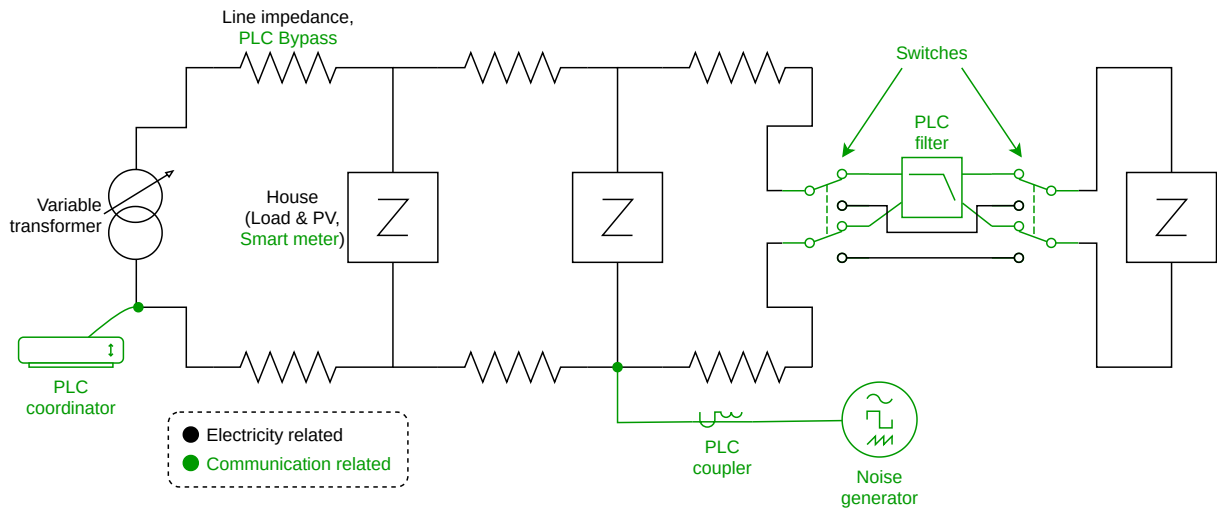 Line impedance,
PLC Bypass
Switches
PLC
filter
Variable
transformer
House
(Load & PV,
Smart meter)
Z
Z
Z
PLC
coordinator
Electricity related
Communication related
PLC
coupler
Noise
generator